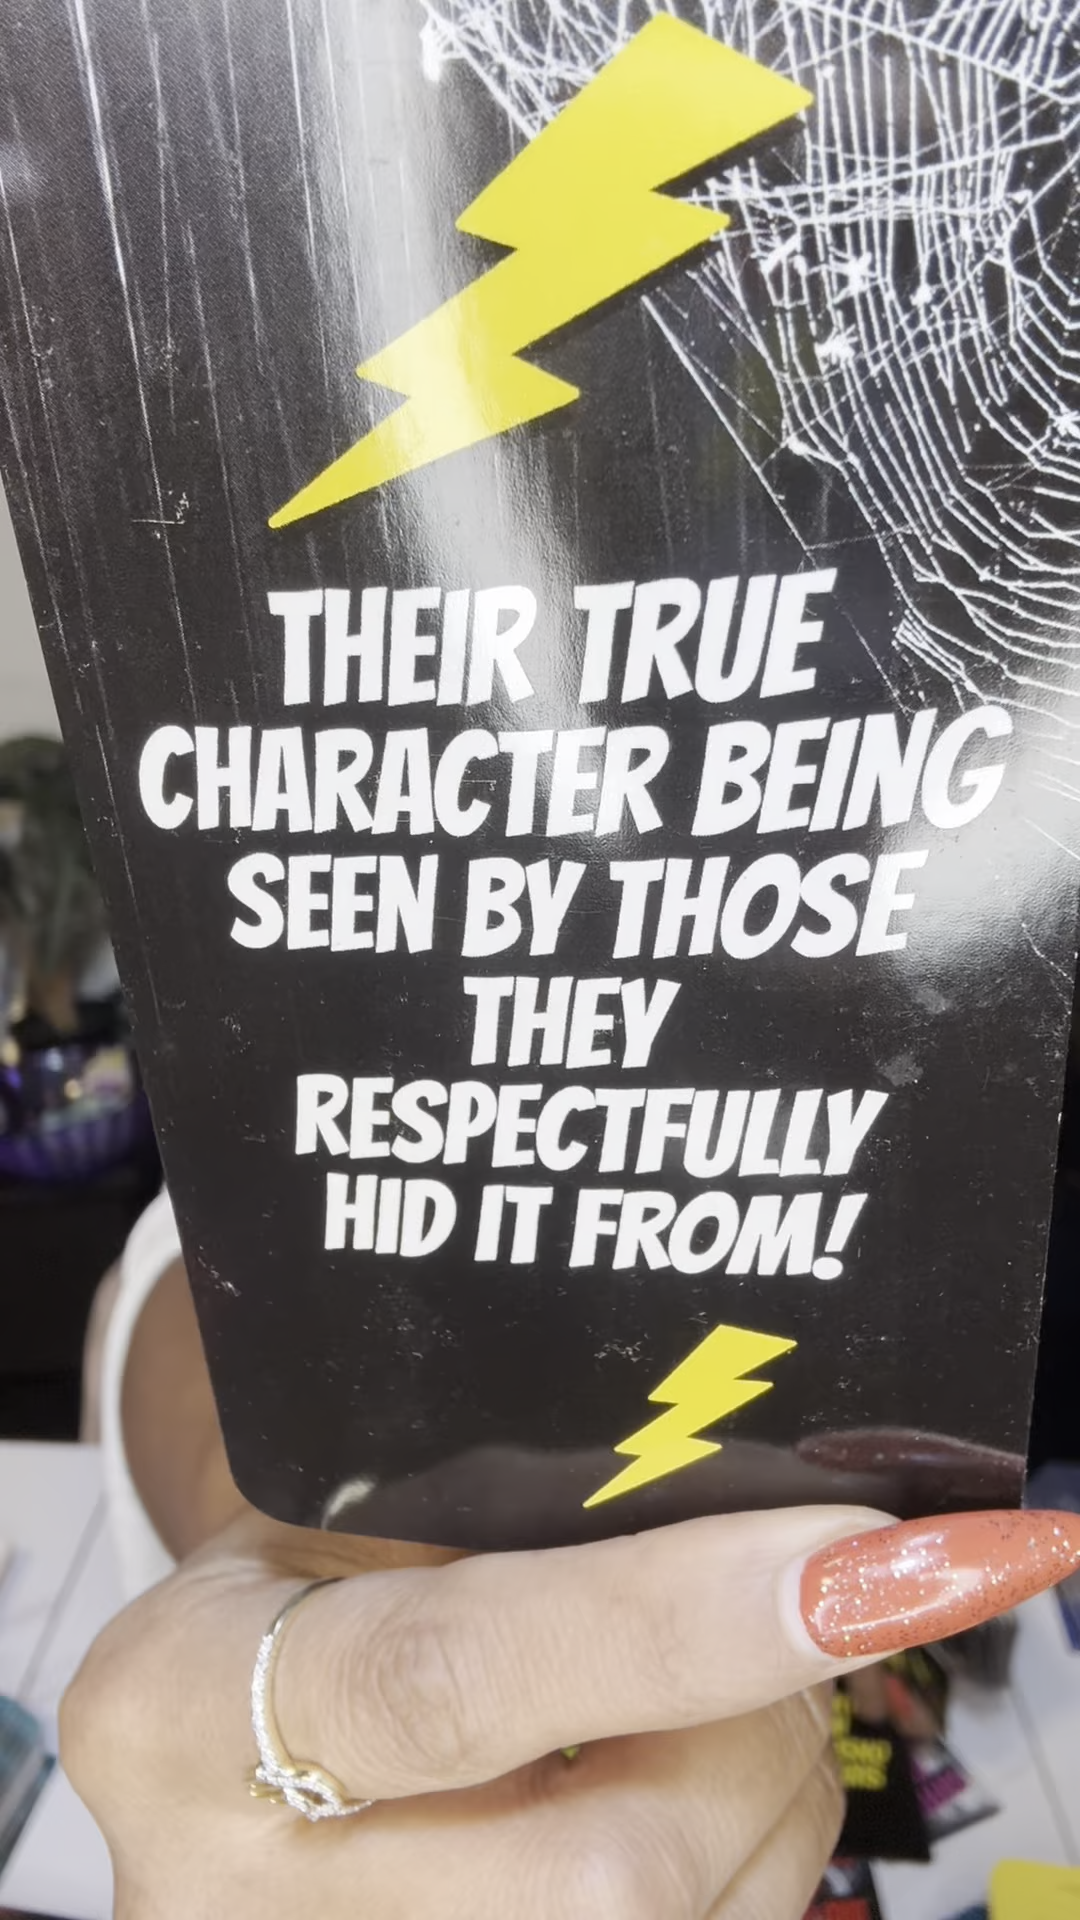 THEIR TRUE
CHARACTER BEING
SEEN BY THOSE
THEY
RESPECTFULLY
HID IT FROM!